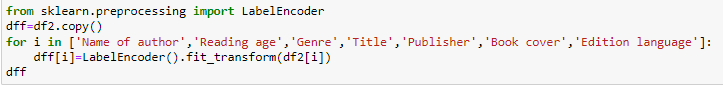 from sklearn.preprocessing import LabelEncoder
dff=df2.copy()
for i in ['Name of author','Reading age','Genre','Title','Publisher','Book cover','Edition language']:
    dff[i]=LabelEncoder().fit_transform(df2[i])
dff